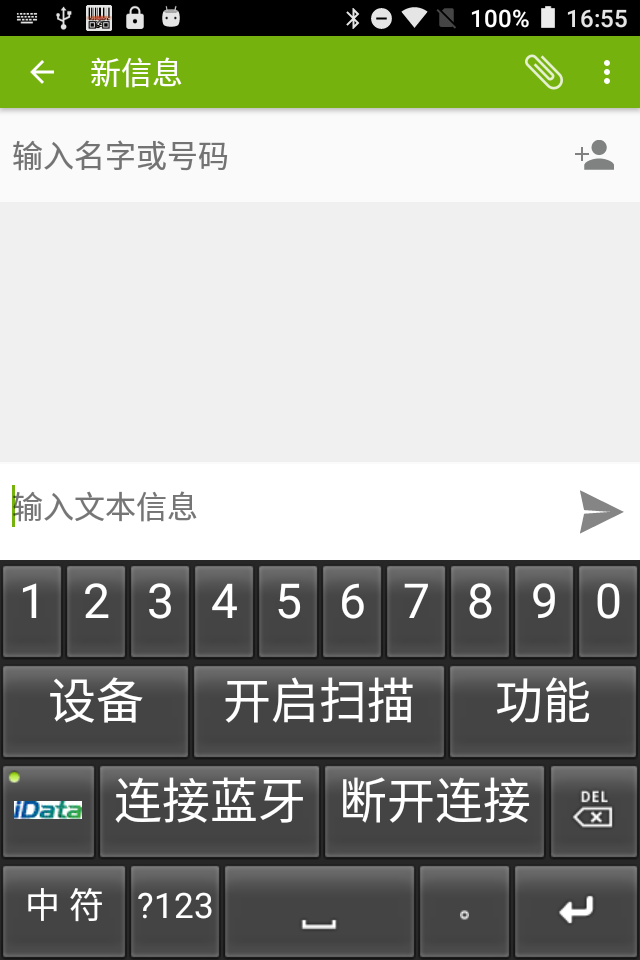 100% 16:55
新信息
输入名字或号码
输入文本信息
1 2 3 4 5 6 7 8 9 0
设备 开启扫描 功能
iData 连接蓝牙 断开连接 DEL
中 符 ?123 。